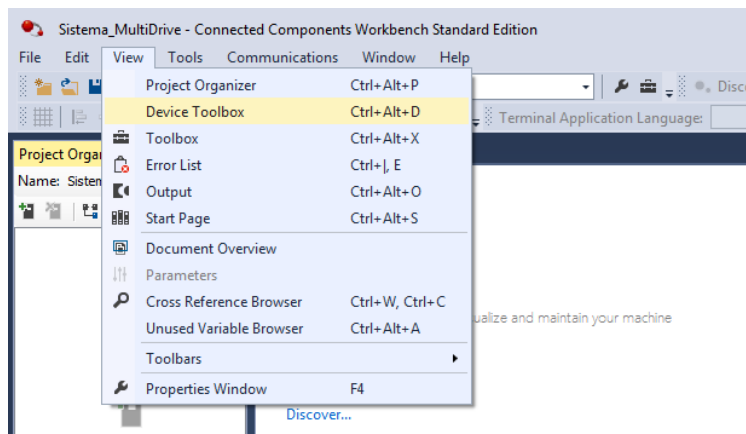 Sistema_MultiDrive - Connected Components Workbench Standard Edition
File Edit View Tools Communications Window Help
Project Organizer Ctrl+Alt+P
Disco
Device Toolbox Ctrl+Alt+D
Terminal Application Language:
Toolbox Ctrl+Alt+X
Project Orga
Error List Ctrl+|, E
Name: Sistem
Output Ctrl+Alt+O
Start Page Ctrl+Alt+S
Document Overview
Parameters
Cross Reference Browser Ctrl+W, Ctrl+C
ualize and maintain your machine
Unused Variable Browser Ctrl+Alt+A
Toolbars
Properties Window F4
Discover...